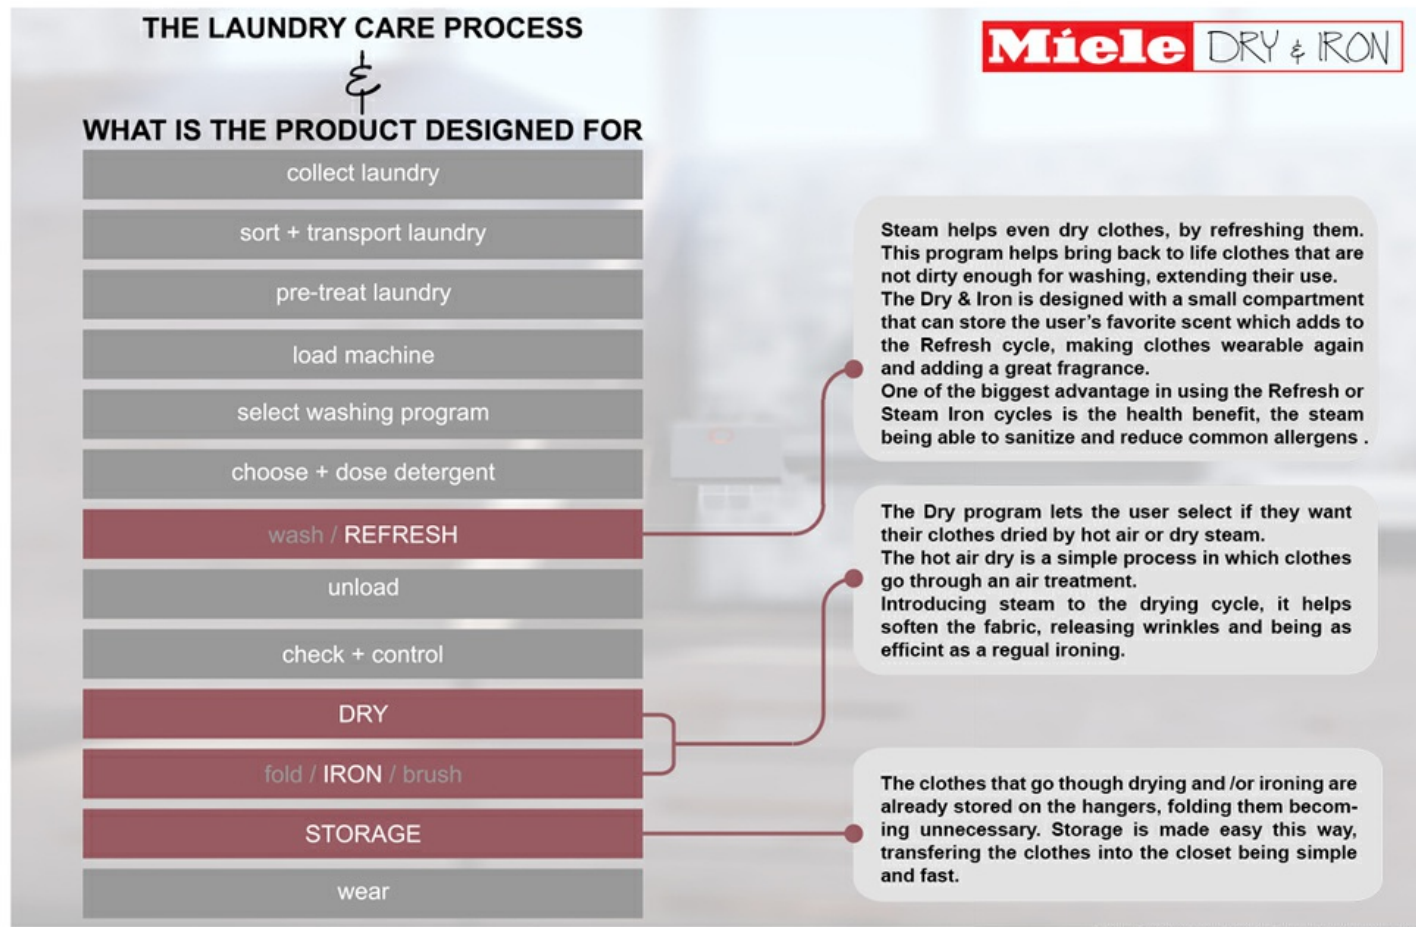 THE LAUNDRY CARE PROCESS
&
WHAT IS THE PRODUCT DESIGNED FOR
Miele DRY & IRON
collect laundry
sort + transport laundry
pre-treat laundry
load machine
select washing program
choose + dose detergent
wash / REFRESH
unload
check + control
DRY
fold / IRON / brush
STORAGE
wear
Steam helps even dry clothes, by refreshing them.
This program helps bring back to life clothes that are
not dirty enough for washing, extending their use.
The Dry & Iron is designed with a small compartment
that can store the user's favorite scent which adds to
the Refresh cycle, making clothes wearable again
and adding a great fragrance.
One of the biggest advantage in using the Refresh or
Steam Iron cycles is the health benefit, the steam
being able to sanitize and reduce common allergens .
The Dry program lets the user select if they want
their clothes dried by hot air or dry steam.
The hot air dry is a simple process in which clothes
go through an air treatment.
Introducing steam to the drying cycle, it helps
soften the fabric, releasing wrinkles and being as
efficint as a regual ironing.
The clothes that go though drying and /or ironing are
already stored on the hangers, folding them becom-
ing unnecessary. Storage is made easy this way,
transfering the clothes into the closet being simple
and fast.